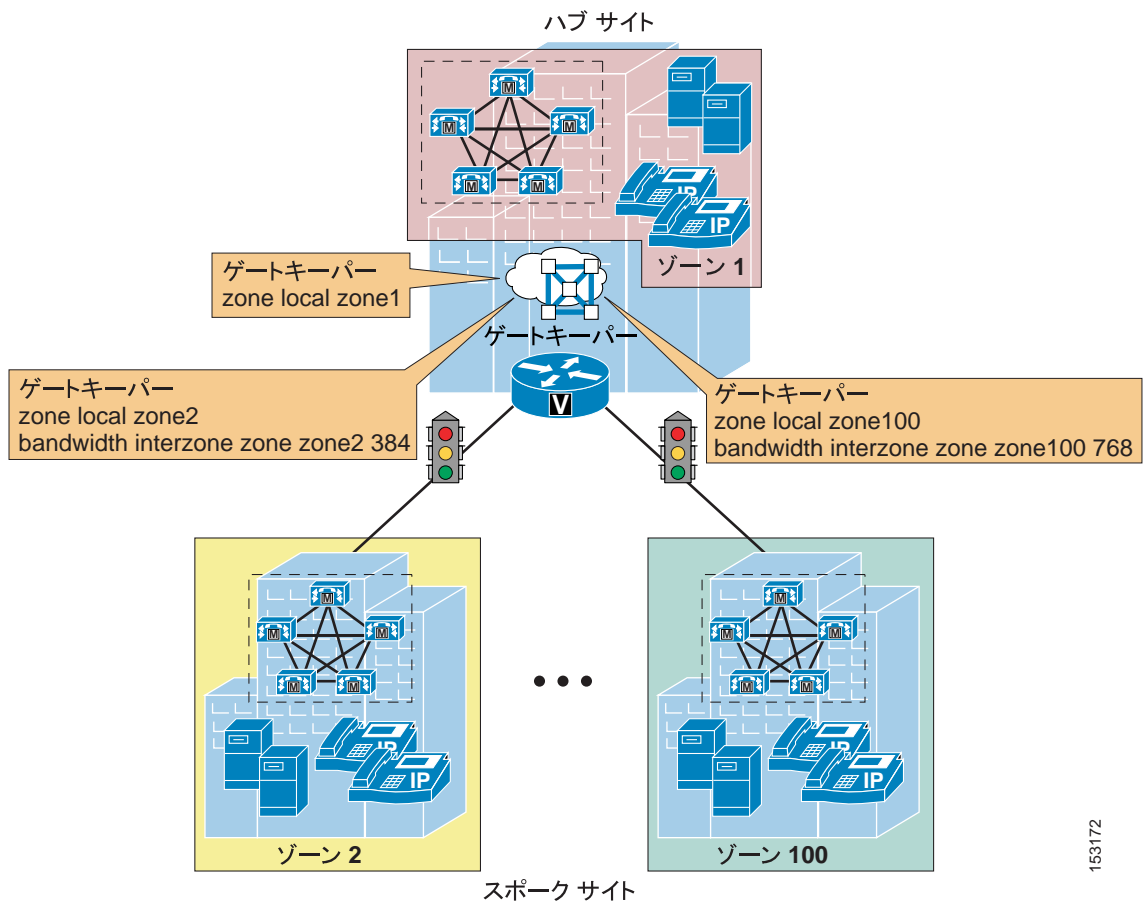 ハブ サイト
M
M
M
M
M
IP
IP
ゾーン 1
ゲートキーパー
zone local zone1
ゲートキーパー
ゲートキーパー
zone local zone2
bandwidth interzone zone zone2 384
V
ゲートキーパー
zone local zone100
bandwidth interzone zone zone100 768
M
M
M
M
M
IP
IP
ゾーン 2
M
M
M
M
M
IP
IP
ゾーン 100
スポーク サイト
153172